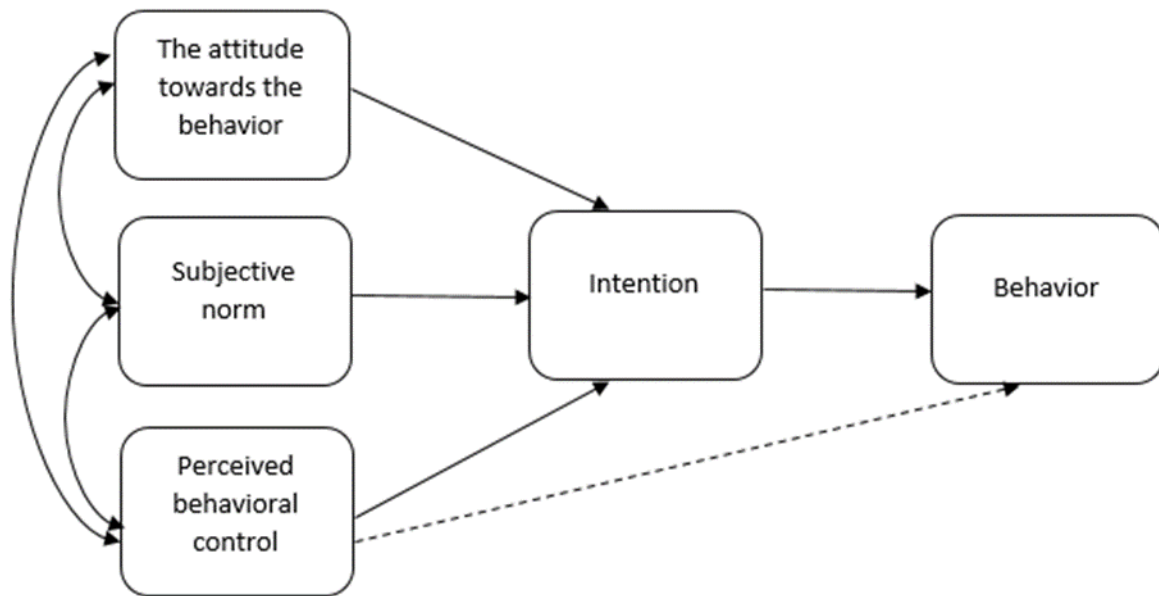 The attitude
towards the
behavior
Subjective
norm
Intention
Behavior
Perceived
behavioral
control